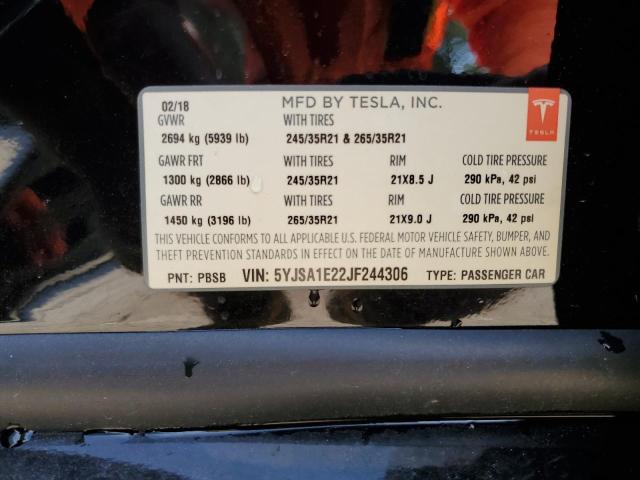 02/18 MFD BY TESLA, INC.
GVWR WITH TIRES
2694 kg (5939 lb) 245/35R21 & 265/35R21
TESLA
GAWR FRT WITH TIRES RIM COLD TIRE PRESSURE
1300 kg (2866 lb) 245/35R21 21X8.5 J 290 kPa, 42 psi
GAWR RR WITH TIRES RIM COLD TIRE PRESSURE
1450 kg (3196 lb) 265/35R21 21X9.0 J 290 kPa, 42 psi
THIS VEHICLE CONFORMS TO ALL APPLICABLE U.S. FEDERAL MOTOR VEHICLE SAFETY, BUMPER, AND
THEFT PREVENTION STANDARDS IN EFFECT ON THE DATE OF MANUFACTURE SHOWN ABOVE.
PNT: PBSB VIN: 5YJSA1E22JF244306 TYPE: PASSENGER CAR